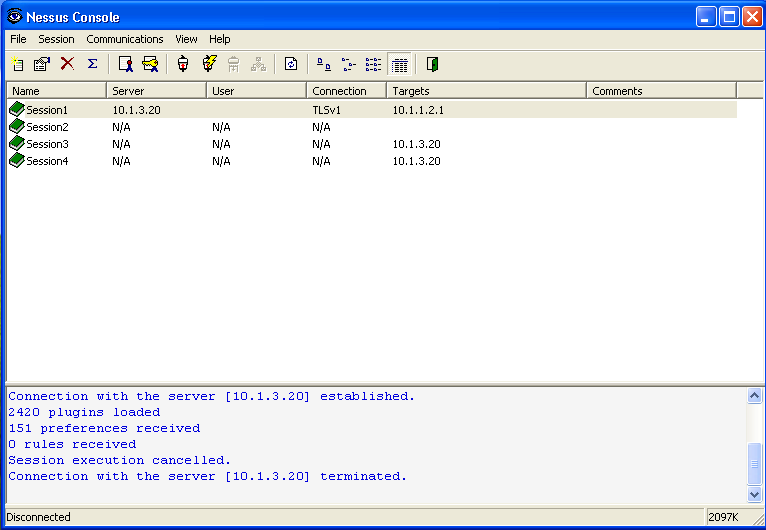 Nessus Console
File Session Communications View Help
Name Server User Connection Targets Comments
Session1 10.1.3.20 TLSv1 10.1.1.2.1
Session2 N/A N/A N/A
Session3 N/A N/A N/A 10.1.3.20
Session4 N/A N/A N/A 10.1.3.20
Connection with the server [10.1.3.20] established.
2420 plugins loaded
151 preferences received
0 rules received
Session execution cancelled.
Connection with the server [10.1.3.20] terminated.
Disconnected 2097K